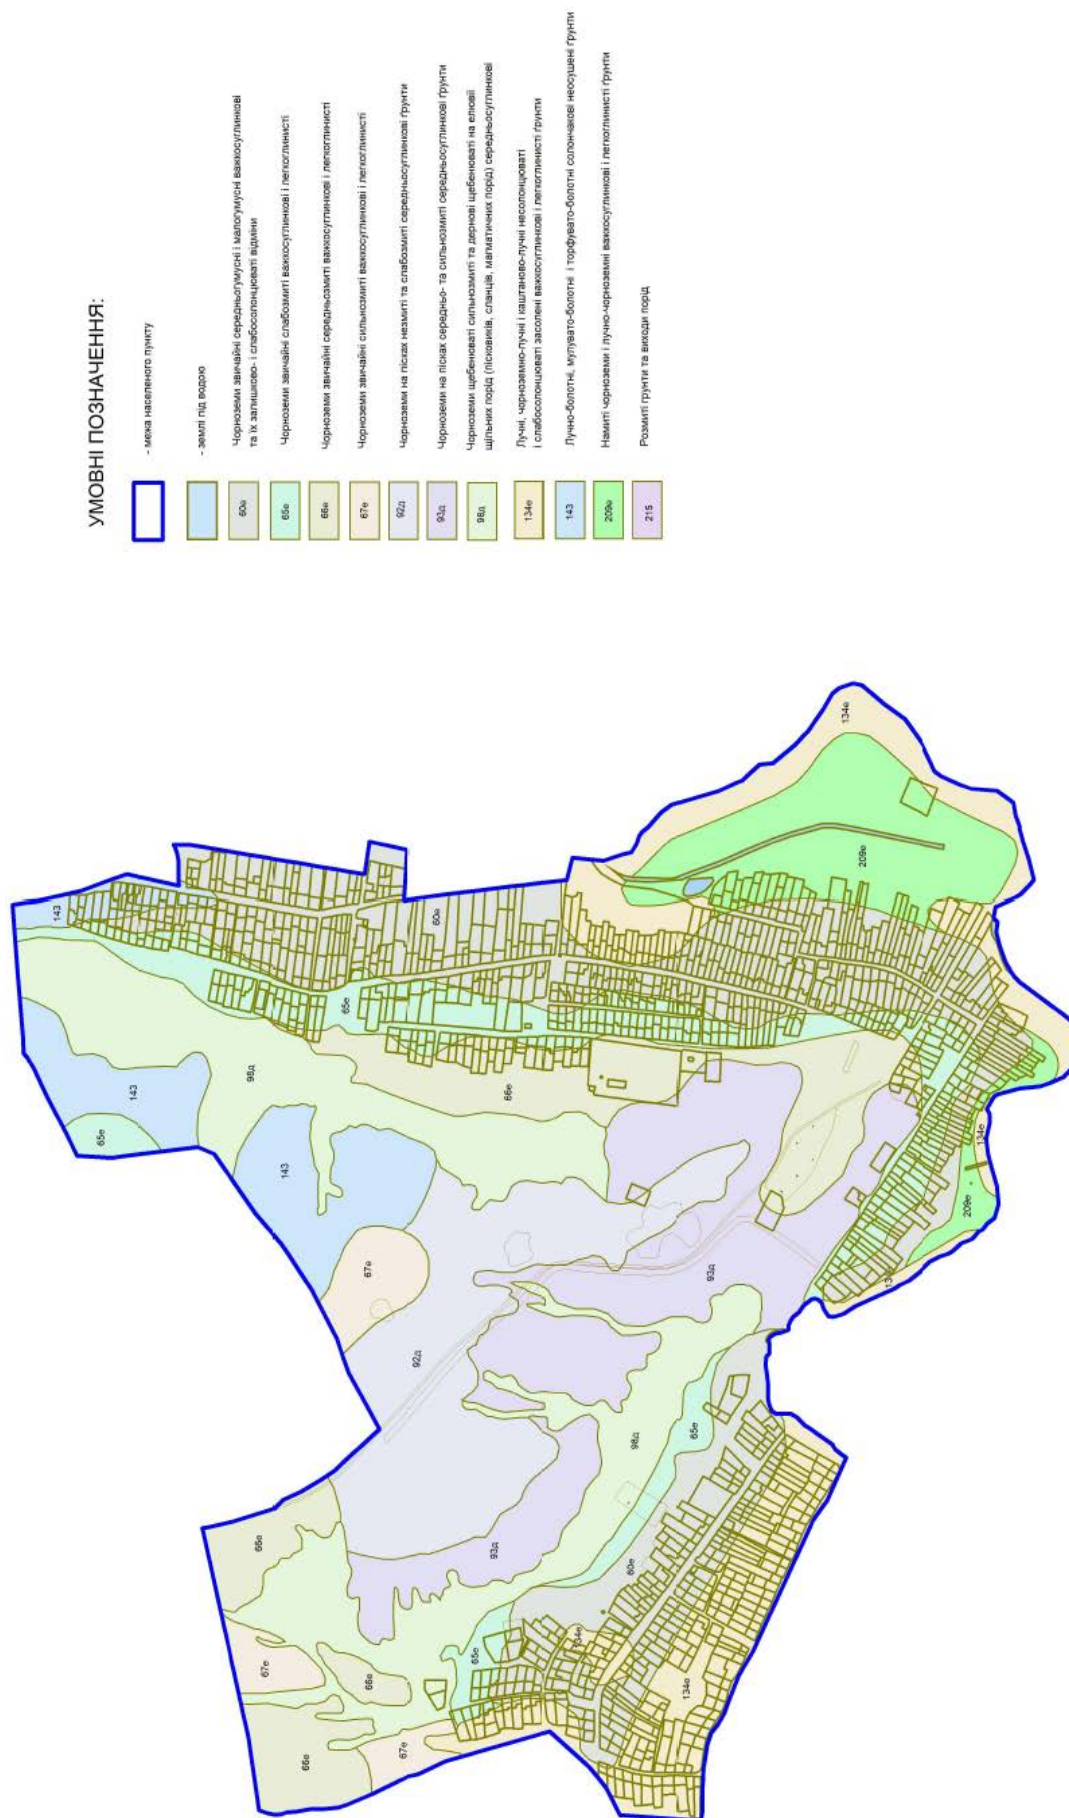 УМОВНІ ПОЗНАЧЕННЯ:
- межа населеного пункту
- землі під водою
60е
Чорноземи звичайні середньогумусні і малогумусні важкосуглинкові
та їх залишково- і слабосолонцюваті відміни
65е
Чорноземи звичайні слабозмиті важкосуглинкові і легкоглинисті
66е
Чорноземи звичайні середньозмиті важкосуглинкові і легкоглинисті
67е
Чорноземи звичайні сильнозмиті важкосуглинкові і легкоглинисті
92д
Чорноземи на пісках незмиті та слабозмиті середньосуглинкові ґрунти
93д
Чорноземи на пісках середньо- та сильнозмиті середньосуглинкові ґрунти
98д
Чорноземи щебенюваті сильнозмиті та дернові щебенюваті на елювії
щільних порід (пісковиків, сланців, магматичних порід) середньосуглинкові
134е
Лучні, чорноземно-лучні і каштаново-лучні несолонцюваті
і слабосолонцюваті засолені важкосуглинкові і легкоглинисті ґрунти
143
Лучно-болотні, мулувато-болотні і торфувато-болотні солончакові неосушені ґрунти
209е
Намиті чорноземи і лучно-чорноземні важкосуглинкові і легкоглинисті ґрунти
215
Розмиті ґрунти та виходи порід
143
65е
143
98д
143
65е
60е
66е
67е
92д
93д
134е
209е
134е
209е
66е
93д
98д
65е
60е
67е
66е
65е
134е
134е
66е
67е